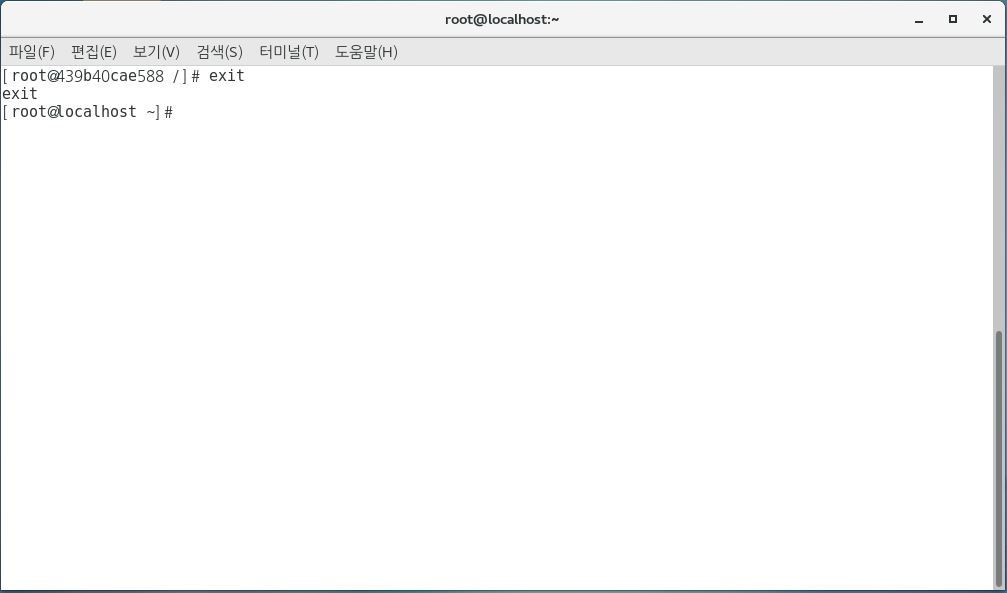 root@localhost:~
파일(F) 편집(E) 보기(V) 검색(S) 터미널(T) 도움말(H)
[root@439b40cae588 /]# exit
exit
[root@localhost ~]#